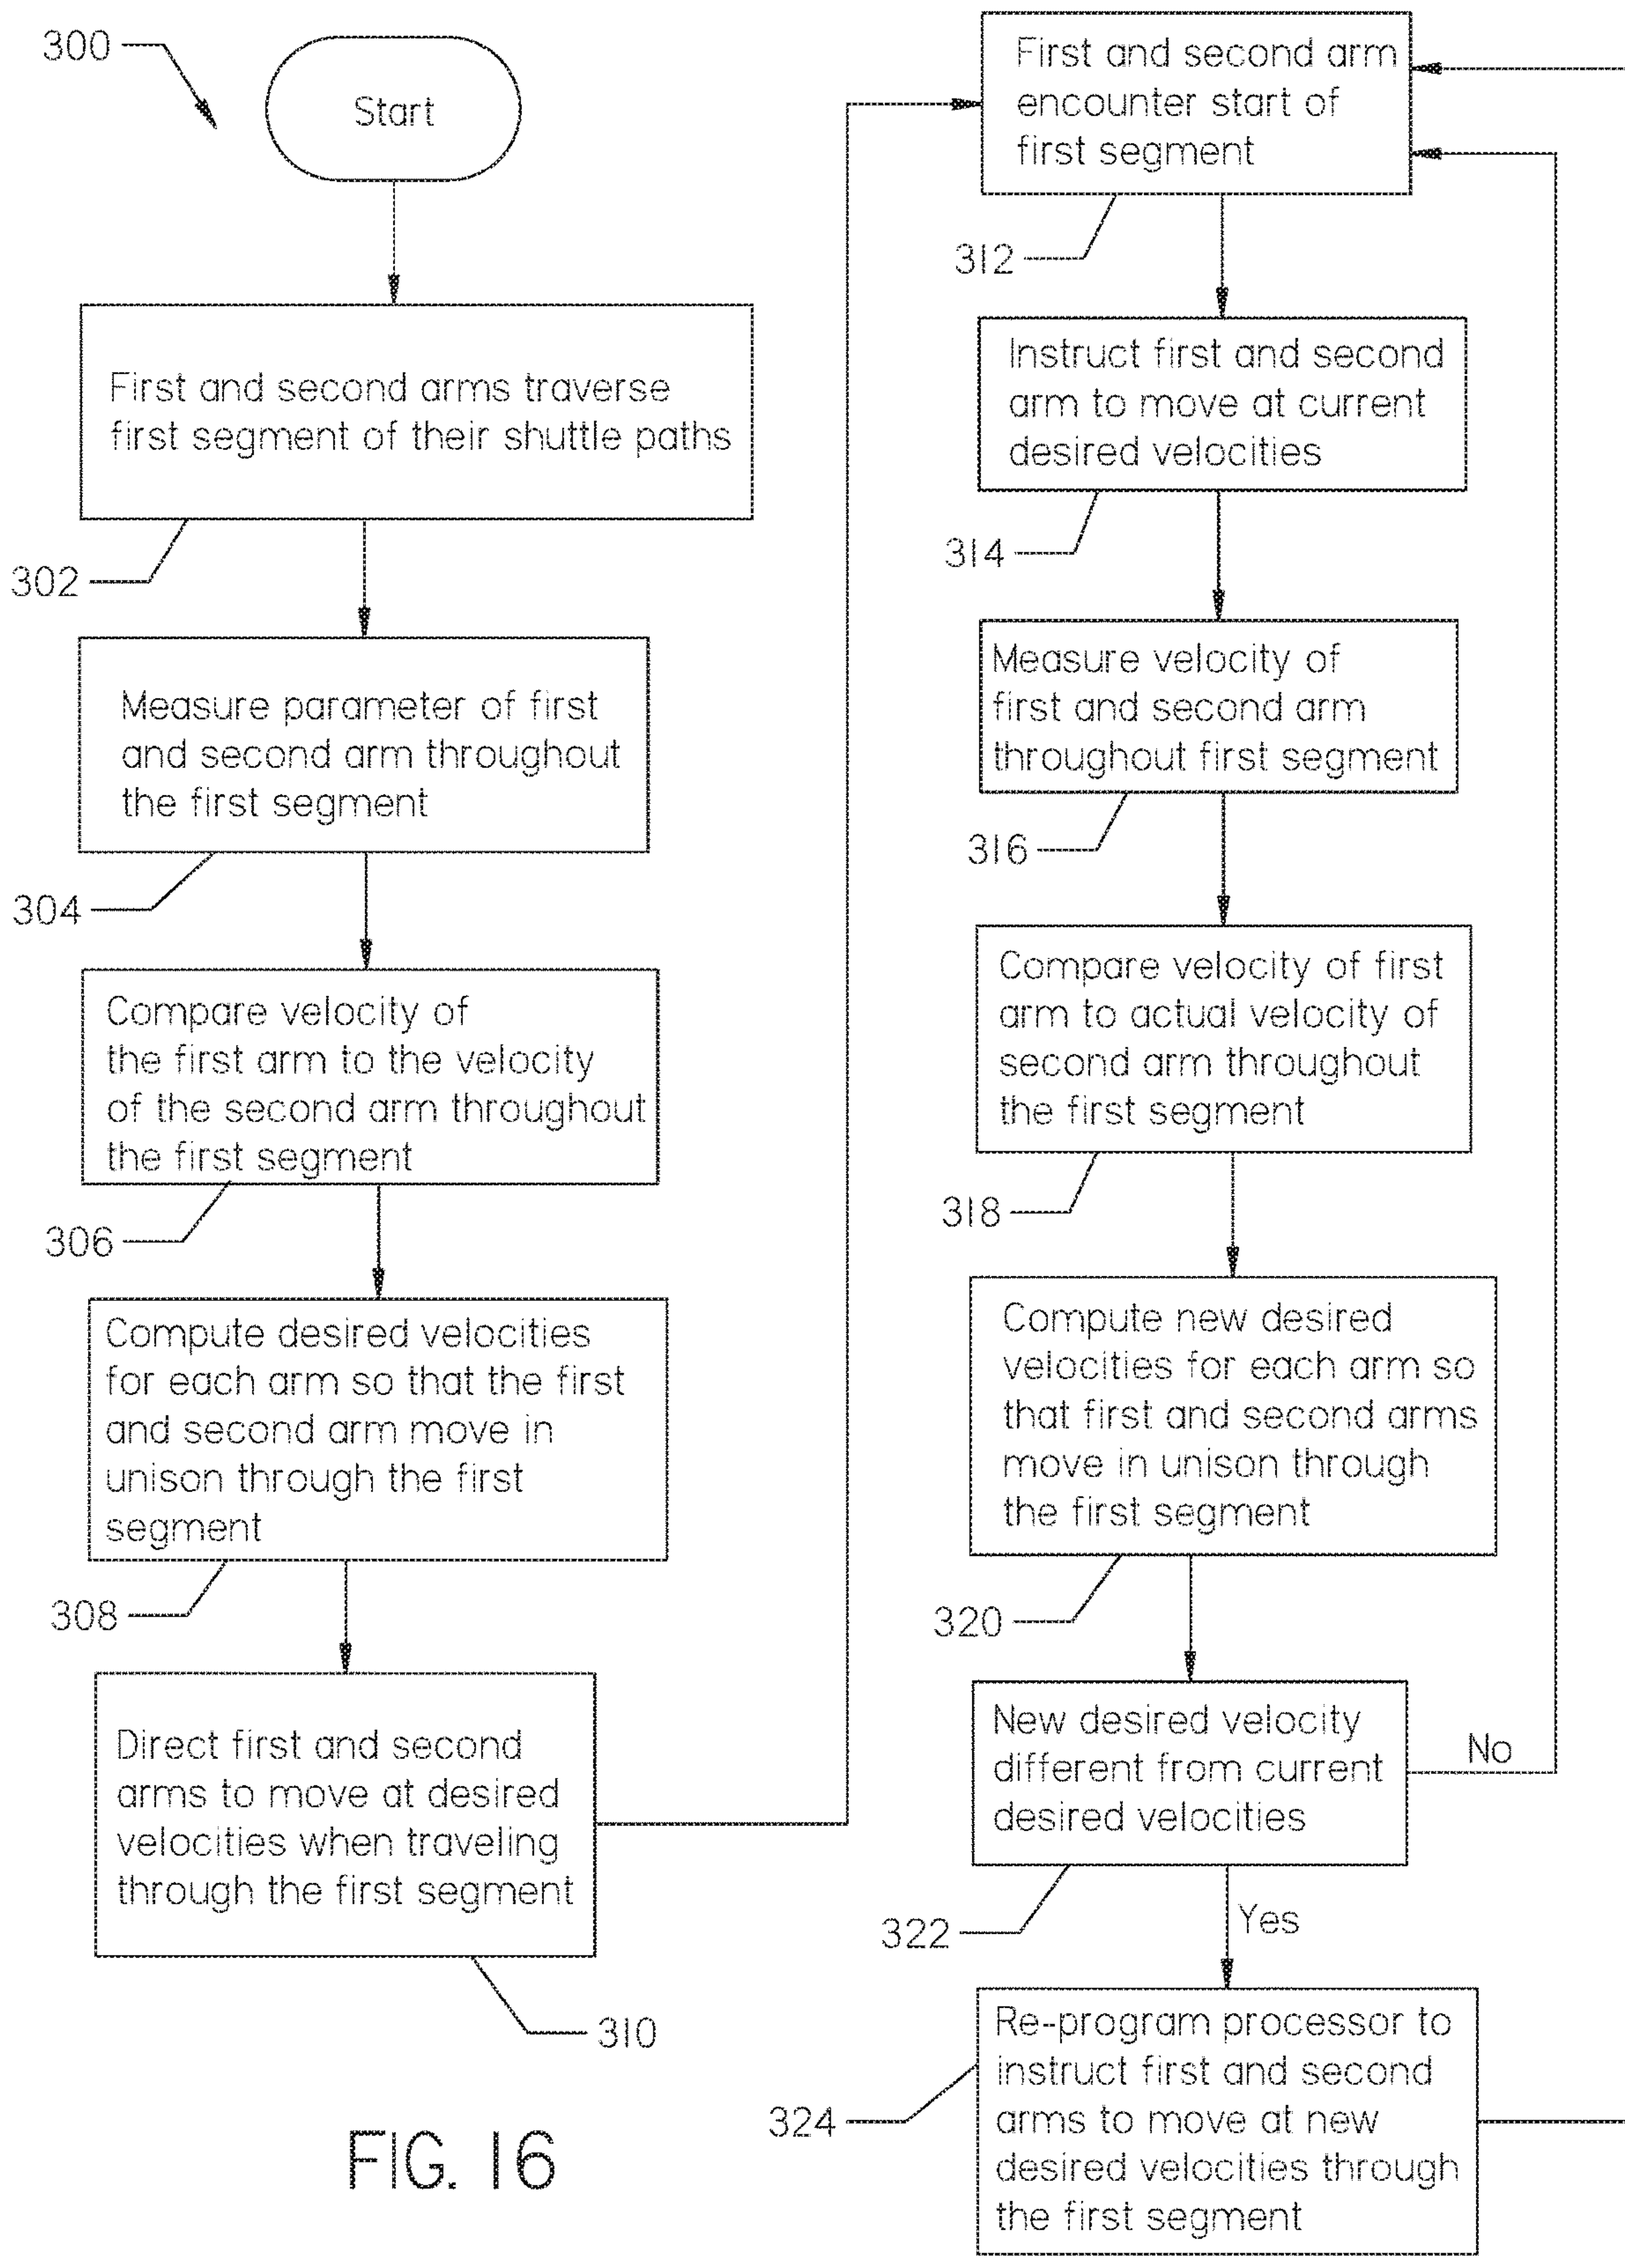 300
Start
First and second arms traverse
first segment of their shuttle paths
302
Measure parameter of first
and second arm throughout
the first segment
304
Compare velocity of
the first arm to the velocity
of the second arm throughout
the first segment
306
Compute desired velocities
for each arm so that the first
and second arm move in
unison through the first
segment
308
Direct first and second
arms to move at desired
velocities when traveling
through the first segment
310
First and second arm
encounter start of
first segment
312
Instruct first and second
arm to move at current
desired velocities
314
Measure velocity of
first and second arm
throughout first segment
316
Compare velocity of first
arm to actual velocity of
second arm throughout
the first segment
318
Compute new desired
velocities for each arm so
that first and second arms
move in unison through
the first segment
320
New desired velocity
different from current
desired velocities
No
322
Yes
Re-program processor to
instruct first and second
arms to move at new
desired velocities through
the first segment
324
FIG. 16